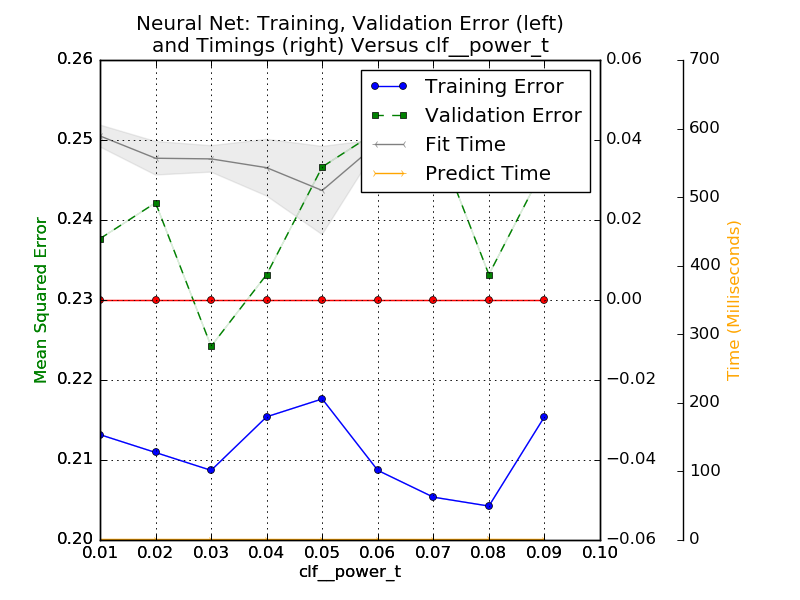 Neural Net: Training, Validation Error (left)
and Timings (right) Versus clf__power_t
Training Error
Validation Error
Fit Time
Predict Time
Mean Squared Error
0.26
0.25
0.24
0.23
0.22
0.21
0.20
0.06
0.04
0.02
0.00
−0.02
−0.04
−0.06
700
600
500
400
300
200
100
0
Time (Milliseconds)
0.01 0.02 0.03 0.04 0.05 0.06 0.07 0.08 0.09 0.10
clf__power_t